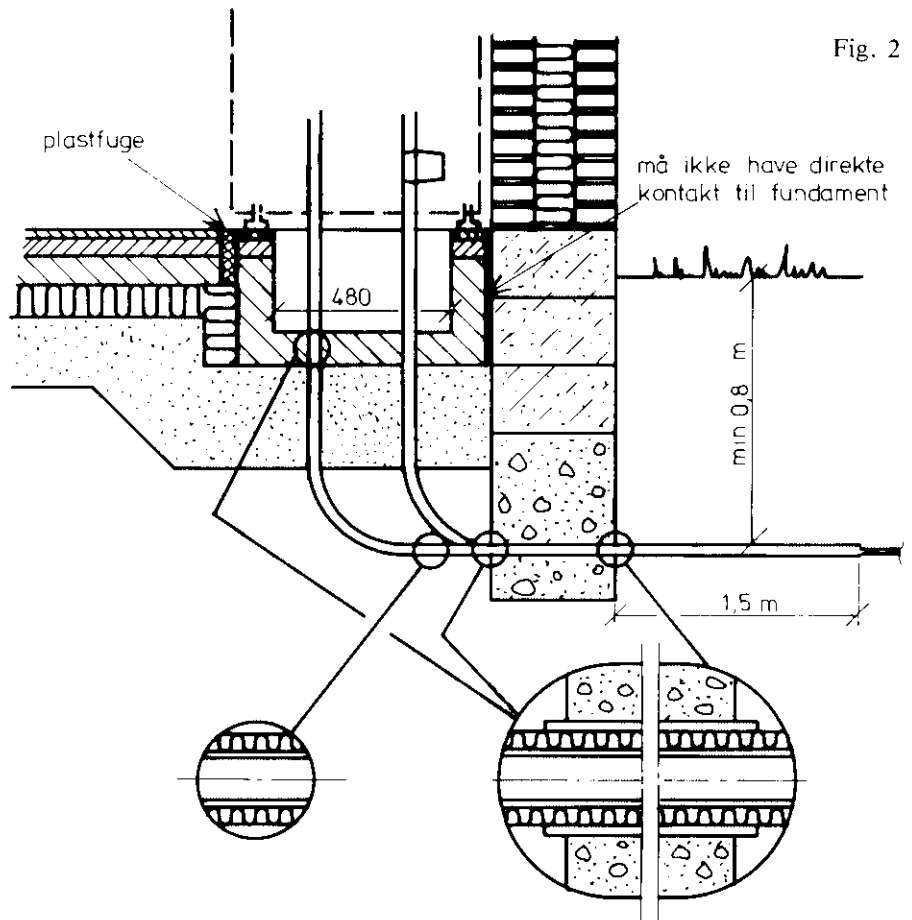 Fig. 2
plastfuge
må ikke have direkte
kontakt til fundament
480
min 0,8 m
1,5 m